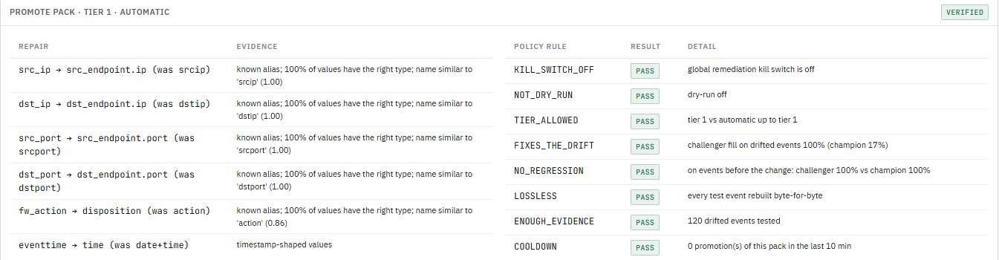 PROMOTE PACK · TIER 1 · AUTOMATIC
VERIFIED
REPAIR
EVIDENCE
src_ip → src_endpoint.ip (was srcip)
known alias; 100% of values have the right type; name similar to
'srcip' (1.00)
dst_ip → dst_endpoint.ip (was dstip)
known alias; 100% of values have the right type; name similar to
'dstip' (1.00)
src_port → src_endpoint.port (was
srcport)
known alias; 100% of values have the right type; name similar to
'srcport' (1.00)
dst_port → dst_endpoint.port (was
dstport)
known alias; 100% of values have the right type; name similar to
'dstport' (1.00)
fw_action → disposition (was action)
known alias; 100% of values have the right type; name similar to
'action' (0.86)
eventtime → time (was date+time)
timestamp-shaped values
POLICY RULE
RESULT
DETAIL
KILL_SWITCH_OFF
PASS
global remediation kill switch is off
NOT_DRY_RUN
PASS
dry-run off
TIER_ALLOWED
PASS
tier 1 vs automatic up to tier 1
FIXES_THE_DRIFT
PASS
challenger fill on drifted events 100% (champion 17%)
NO_REGRESSION
PASS
on events before the change: challenger 100% vs champion 100%
LOSSLESS
PASS
every test event rebuilt byte-for-byte
ENOUGH_EVIDENCE
PASS
120 drifted events tested
COOLDOWN
PASS
0 promotion(s) of this pack in the last 10 min